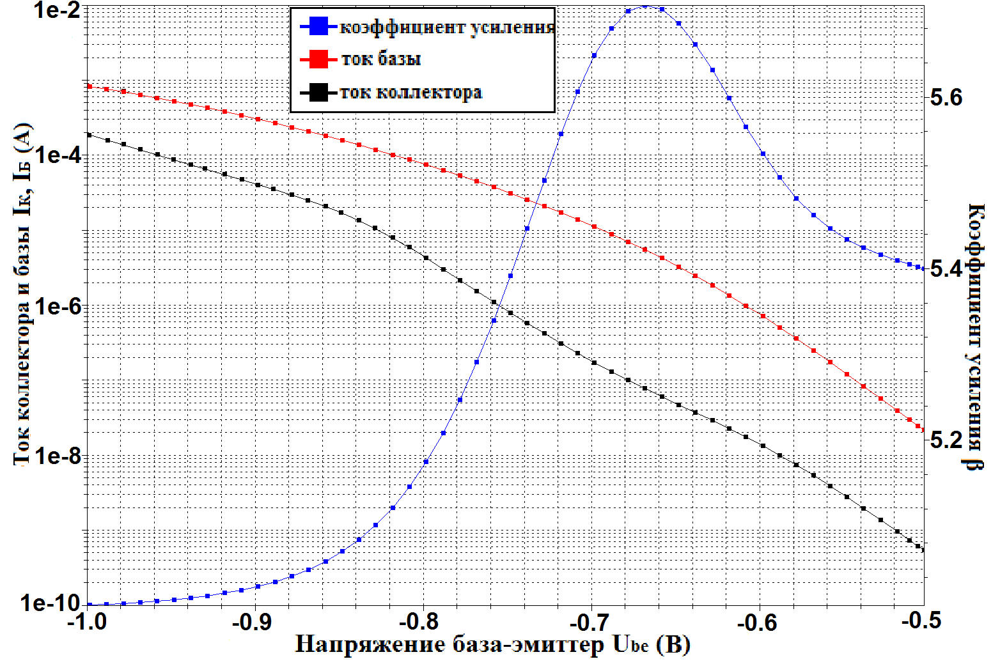 коэффициент усиления
ток базы
ток коллектора
Ток коллектора и базы Iк, IБ (А)
1e-2
1e-4
1e-6
1e-8
1e-10
5.6
5.4
5.2
Коэффициент усиления β
-1.0 -0.9 -0.8 -0.7 -0.6 -0.5
Напряжение база-эмиттер Ube (В)